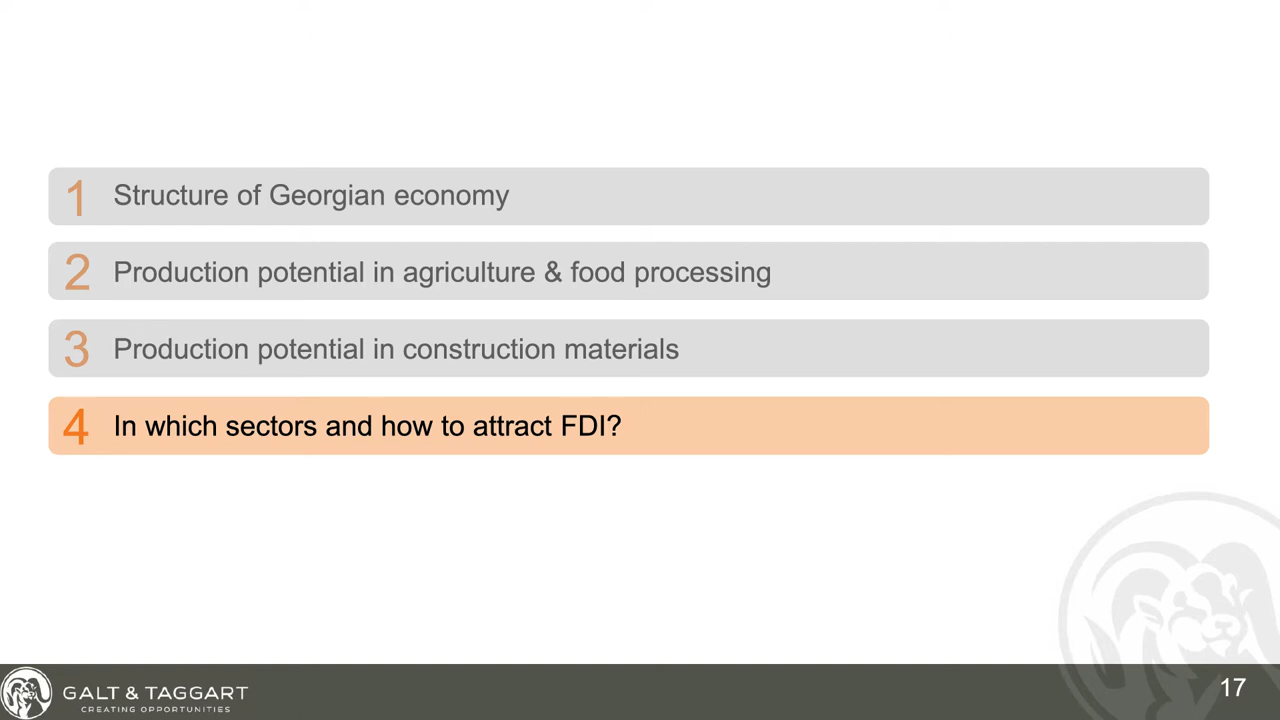 1 Structure of Georgian economy
2 Production potential in agriculture & food processing
3 Production potential in construction materials
4 In which sectors and how to attract FDI?
GALT & TAGGART
CREATING OPPORTUNITIES
17